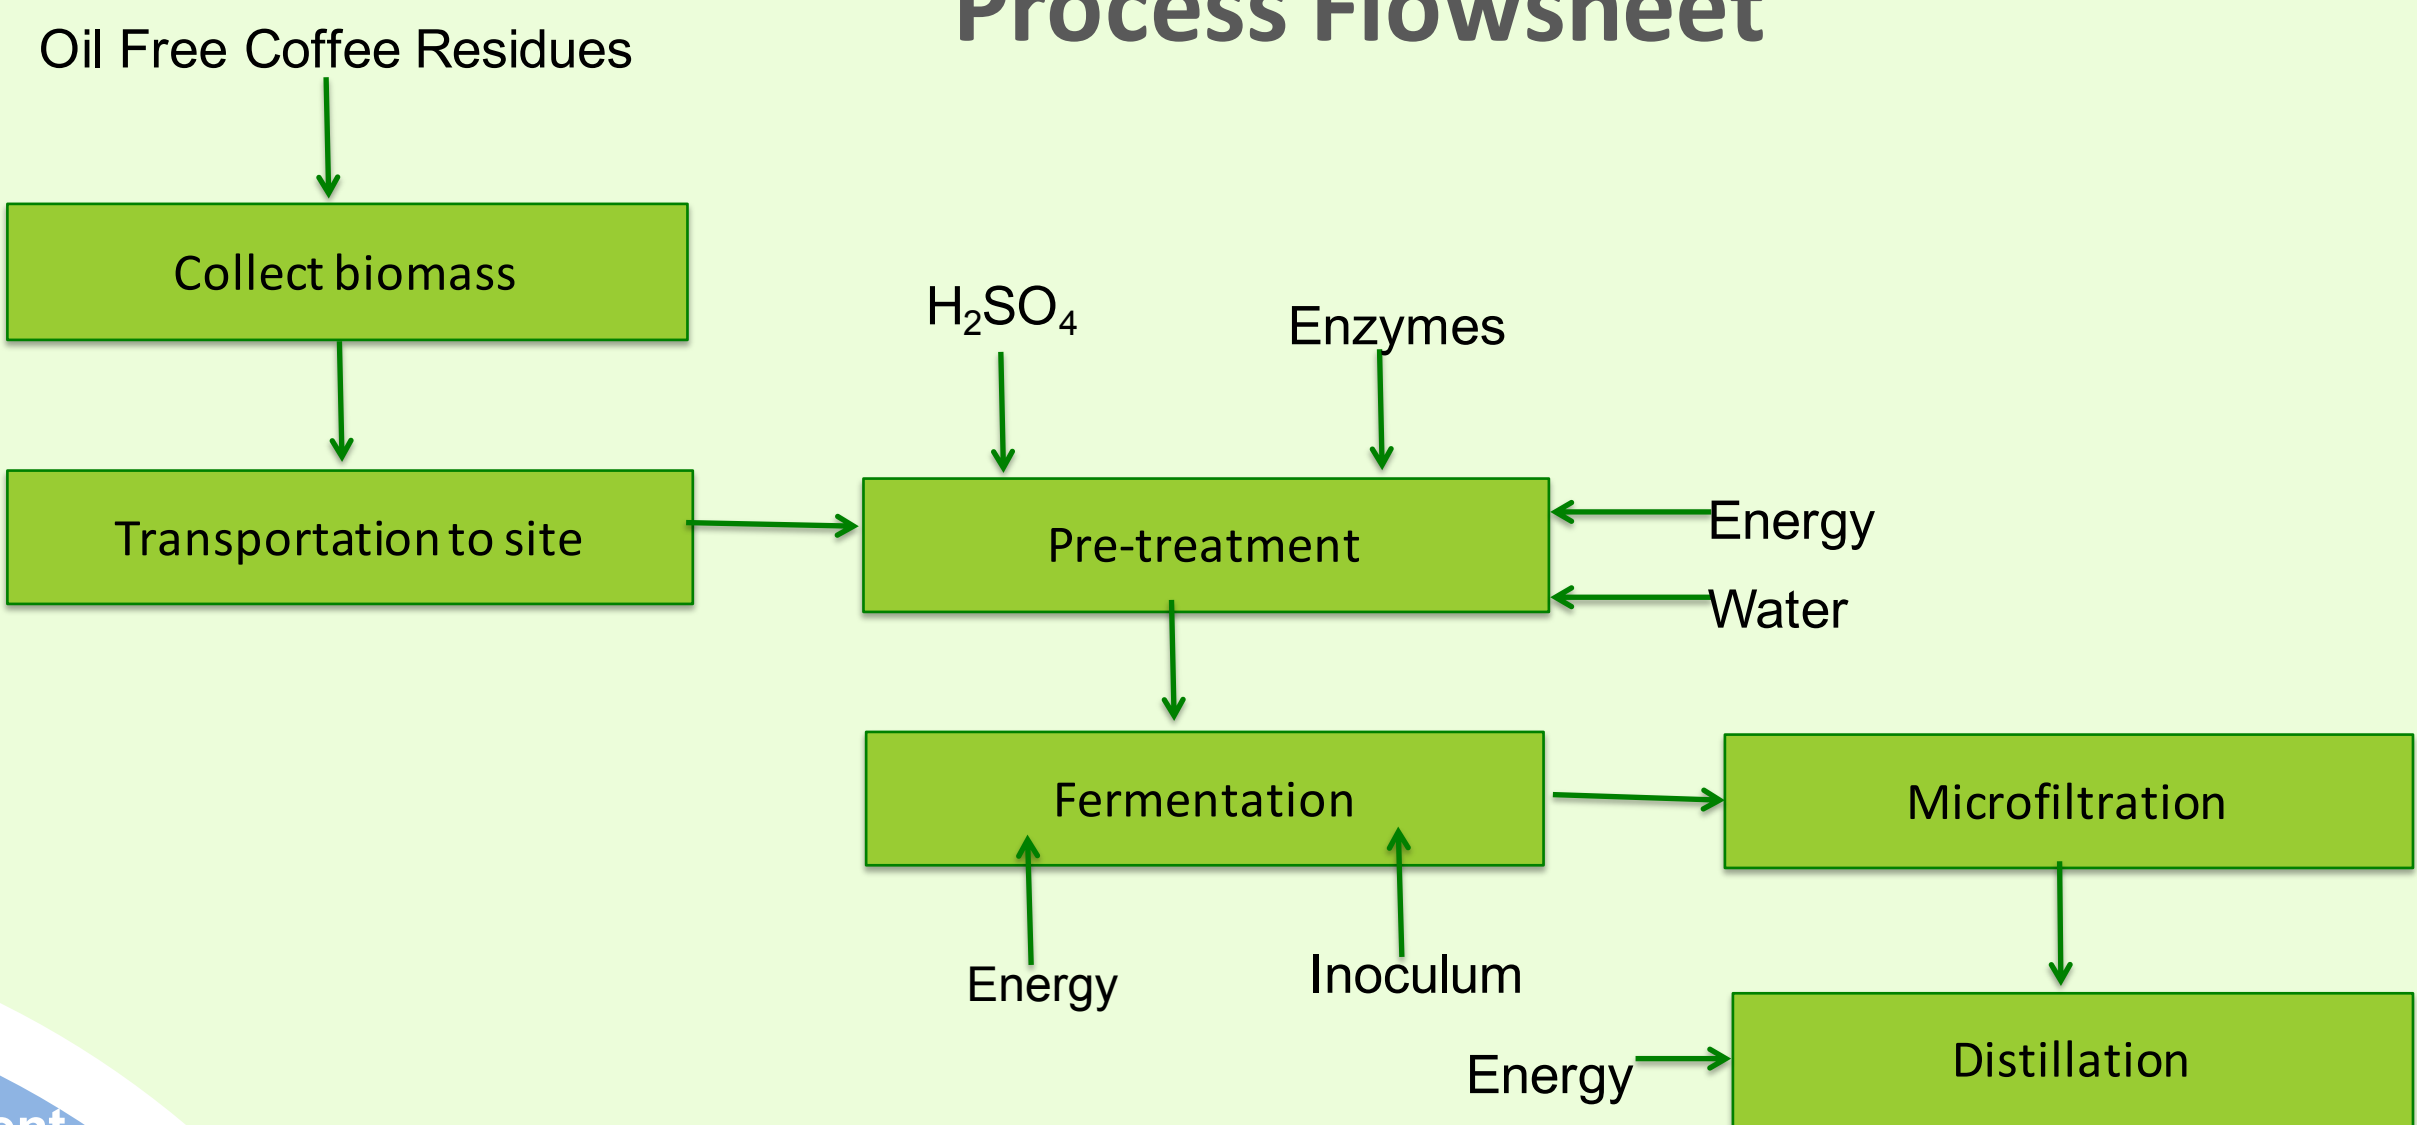 Process Flowsheet
Oil Free Coffee Residues
Collect biomass
H₂SO₄
Enzymes
Transportation to site
Pre-treatment
Energy
Water
Fermentation
Microfiltration
Energy
Inoculum
Energy
Distillation